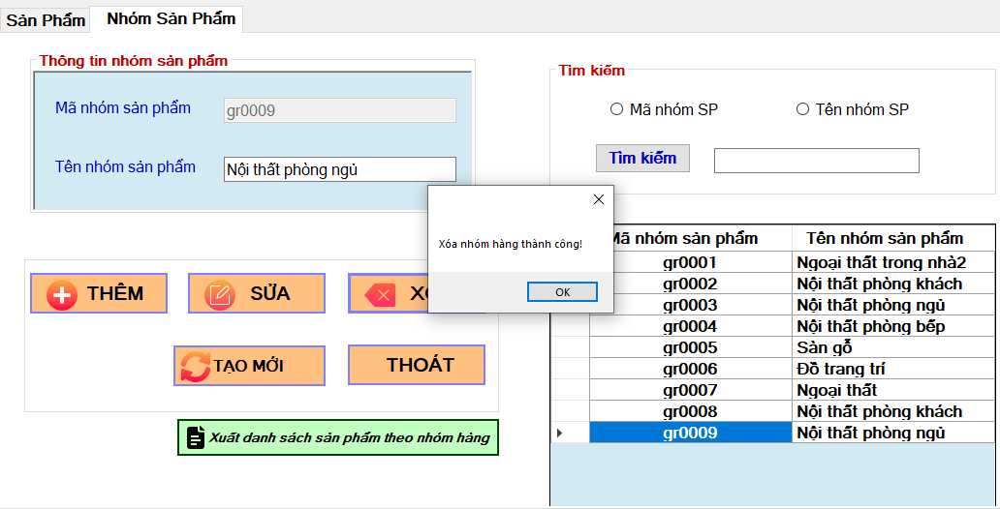 Sản Phẩm
Nhóm Sản Phẩm
Thông tin nhóm sản phẩm
Mã nhóm sản phẩm
gr0009
Tên nhóm sản phẩm
Nội thất phòng ngủ
Tìm kiếm
Mã nhóm SP
Tên nhóm SP
Tìm kiếm
Xóa nhóm hàng thành công!
OK
THÊM
SỬA
TẠO MỚI
THOÁT
Xuất danh sách sản phẩm theo nhóm hàng
Mã nhóm sản phẩm Tên nhóm sản phẩm
gr0001 Ngoại thất trong nhà2
gr0002 Nội thất phòng khách
gr0003 Nội thất phòng ngủ
gr0004 Nội thất phòng bếp
gr0005 Sàn gỗ
gr0006 Đồ trang trí
gr0007 Ngoại thất
gr0008 Nội thất phòng khách
gr0009 Nội thất phòng ngủ